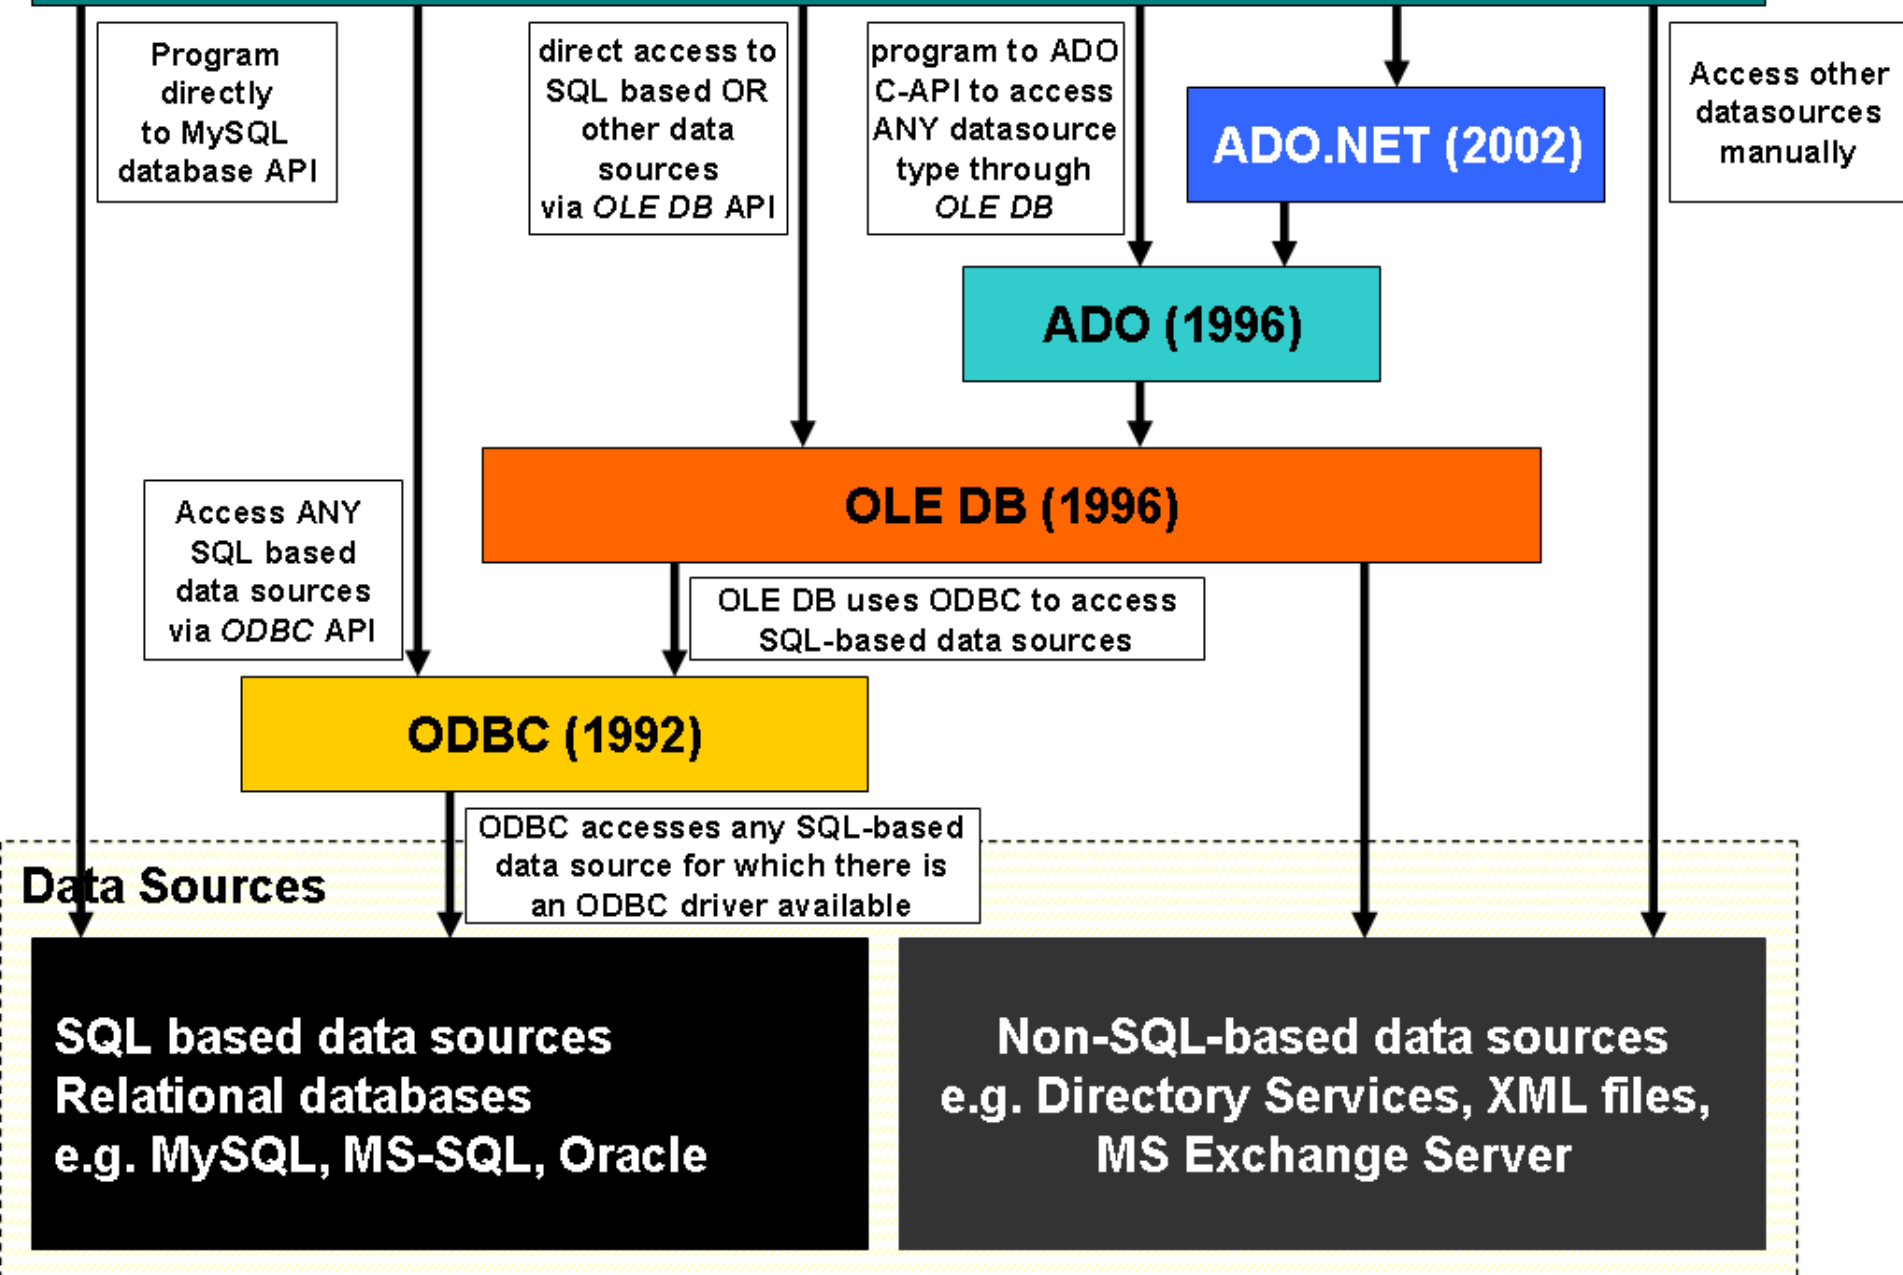 Program
directly
to MySQL
database API
direct access to
SQL based OR
other data
sources
via OLE DB API
program to ADO
C-API to access
ANY datasource
type through
OLE DB
ADO.NET (2002)
Access other
datasources
manually
ADO (1996)
OLE DB (1996)
Access ANY
SQL based
data sources
via ODBC API
OLE DB uses ODBC to access
SQL-based data sources
ODBC (1992)
ODBC accesses any SQL-based
data source for which there is
an ODBC driver available
Data Sources
SQL based data sources
Relational databases
e.g. MySQL, MS-SQL, Oracle
Non-SQL-based data sources
e.g. Directory Services, XML files,
MS Exchange Server